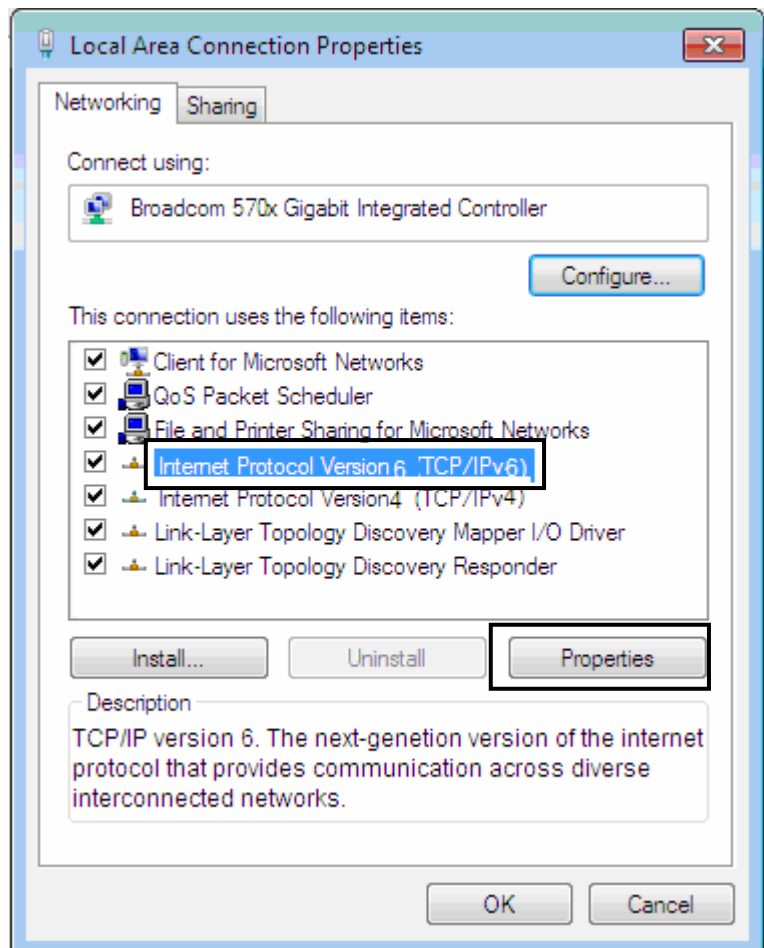 Local Area Connection Properties
Networking
Sharing
Connect using:
Broadcom 570x Gigabit Integrated Controller
Configure...
This connection uses the following items:
Client for Microsoft Networks
QoS Packet Scheduler
File and Printer Sharing for Microsoft Networks
Internet Protocol Version 6 (TCP/IPv6)
Internet Protocol Version4 (TCP/IPv4)
Link-Layer Topology Discovery Mapper I/O Driver
Link-Layer Topology Discovery Responder
Install...
Uninstall
Properties
Description
TCP/IP version 6. The next-genetion version of the internet
protocol that provides communication across diverse
interconnected networks.
OK
Cancel